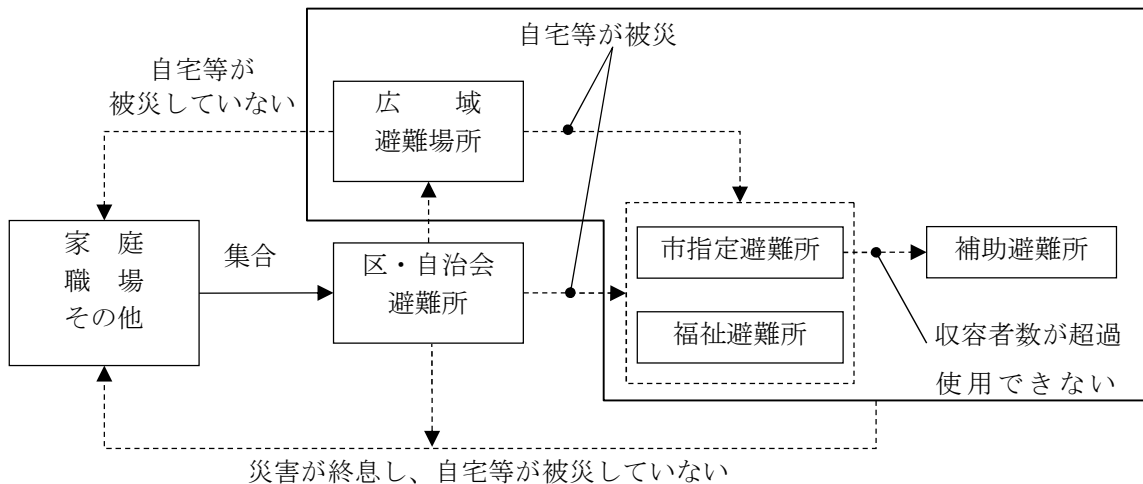 自宅等が被災
自宅等が
被災していない
広　域
避難場所
家　庭
職　場
その他
集合
区・自治会
避難所
市指定避難所
福祉避難所
補助避難所
収容者数が超過
使用できない
災害が終息し、自宅等が被災していない